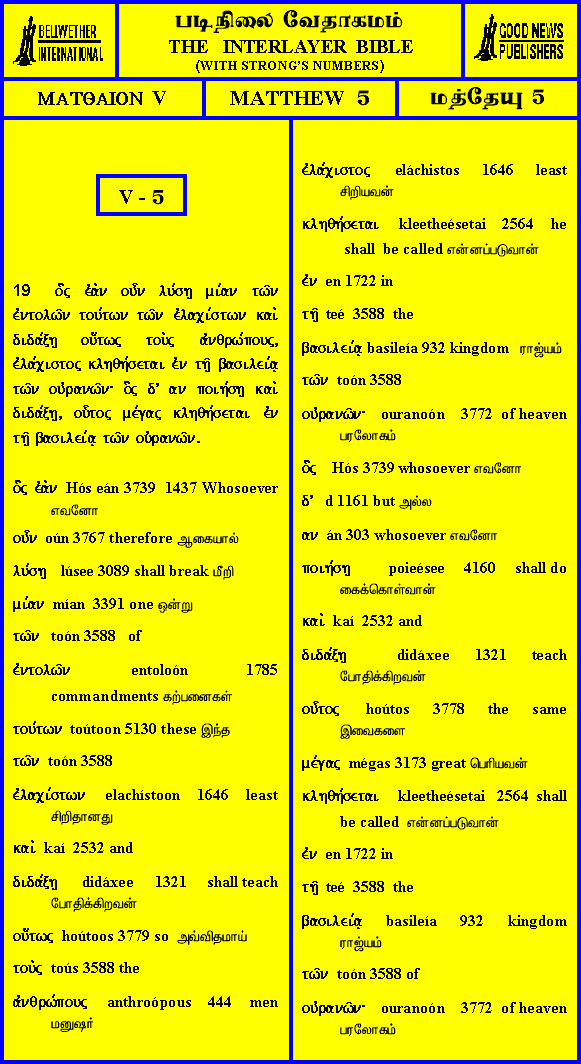 BELLWETHER
INTERNATIONAL
படிநிலை வேதாகமம்
THE INTERLAYER BIBLE
(WITH STRONG'S NUMBERS)
GOOD NEWS
PUBLISHERS
ΜΑΤΘΑΙΟΝ V
MATTHEW 5
மத்தேயு 5
V - 5
19 ὃς ἐὰν οὖν λύσῃ μίαν τῶν
ἐντολῶν τούτων τῶν ἐλαχίστων καὶ
διδάξῃ οὕτως τοὺς ἀνθρώπους,
ἐλάχιστος κληθήσεται ἐν τῇ βασιλείᾳ
τῶν οὐρανῶν· ὃς δ' αν ποιήσῃ καὶ
διδάξῃ, οὗτος μέγας κληθήσεται ἐν
τῇ βασιλείᾳ τῶν οὐρανῶν.
ὃς ἐὰν Hós eán 3739 1437 Whosoever
எவனோ
οὖν oún 3767 therefore ஆகையால்
λύσῃ lúsee 3089 shall break மீறி
μίαν mían 3391 one ஒன்று
τῶν toón 3588 of
ἐντολῶν entoloón 1785
commandments கற்பனைகள்
τούτων toútoon 5130 these இந்த
τῶν toón 3588
ἐλαχίστων elachístoon 1646 least
சிறிதானது
καὶ kaí 2532 and
διδάξῃ didáxee 1321 shall teach
போதிக்கிறவன்
οὕτως hoútoos 3779 so அவ்விதமாய்
τοὺς toús 3588 the
ἀνθρώπους anthroópous 444 men
மனுஷர்
ἐλάχιστος eláchistos 1646 least
சிறியவன்
κληθήσεται kleetheésetai 2564 he
shall be called என்னப்படுவான்
ἐν en 1722 in
τῇ teé 3588 the
βασιλείᾳ basileía 932 kingdom ராஜ்யம்
τῶν toón 3588
οὐρανῶν· ouranoón 3772 of heaven
பரலோகம்
ὃς Hós 3739 whosoever எவனோ
δ' d 1161 but அல்ல
αν án 303 whosoever எவனோ
ποιήσῃ poieésee 4160 shall do
கைக்கொள்வான்
καὶ kaí 2532 and
διδάξῃ didáxee 1321 teach
போதிக்கிறவன்
οὗτος hoútos 3778 the same
இவைகளை
μέγας mégas 3173 great பெரியவன்
κληθήσεται kleetheésetai 2564 shall
be called என்னப்படுவான்
ἐν en 1722 in
τῇ teé 3588 the
βασιλείᾳ basileía 932 kingdom
ராஜ்யம்
τῶν toón 3588 of
οὐρανῶν· ouranoón 3772 of heaven
பரலோகம்